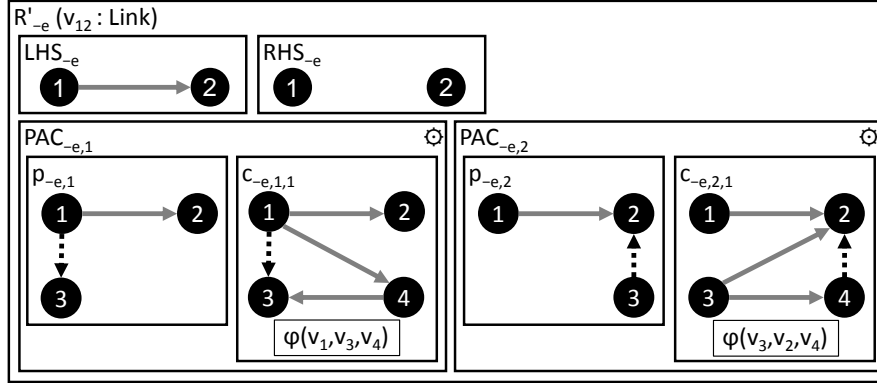 R'₋ₑ (v₁₂ : Link)
LHS₋ₑ
RHS₋ₑ
1 2
1 2
PAC₋ₑ,₁
PAC₋ₑ,₂
p₋ₑ,₁
c₋ₑ,₁,₁
p₋ₑ,₂
c₋ₑ,₂,₁
1 2
1 2
1 2
1 2
3
3 4
3
3 4
φ(v₁,v₃,v₄)
φ(v₃,v₂,v₄)